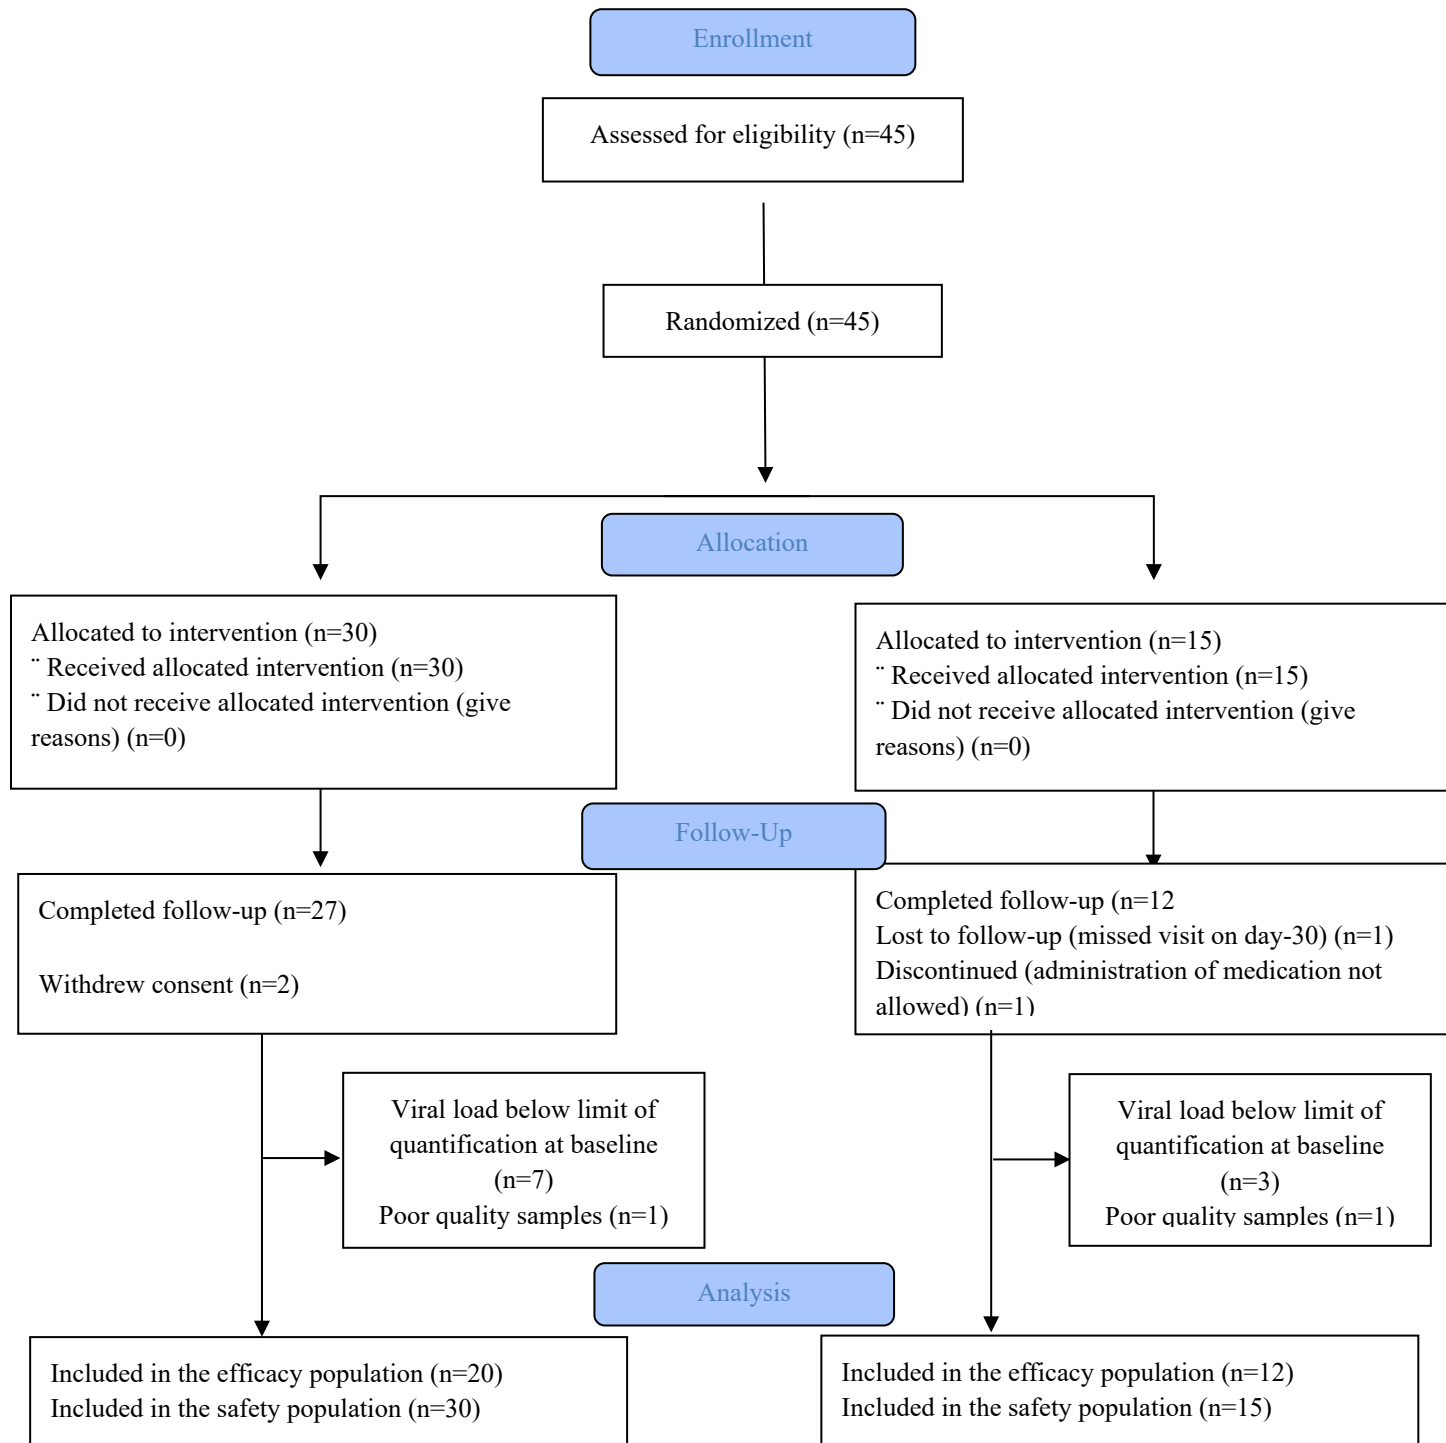 Enrollment
Assessed for eligibility (n=45)
Randomized (n=45)
Allocation
Allocated to intervention (n=30)
¨ Received allocated intervention (n=30)
¨ Did not receive allocated intervention (give
reasons) (n=0)
Allocated to intervention (n=15)
¨ Received allocated intervention (n=15)
¨ Did not receive allocated intervention (give
reasons) (n=0)
Follow-Up
Completed follow-up (n=27)
Withdrew consent (n=2)
Completed follow-up (n=12
Lost to follow-up (missed visit on day-30) (n=1)
Discontinued (administration of medication not
allowed) (n=1)
Viral load below limit of
quantification at baseline
(n=7)
Poor quality samples (n=1)
Viral load below limit of
quantification at baseline
(n=3)
Poor quality samples (n=1)
Analysis
Included in the efficacy population (n=20)
Included in the safety population (n=30)
Included in the efficacy population (n=12)
Included in the safety population (n=15)